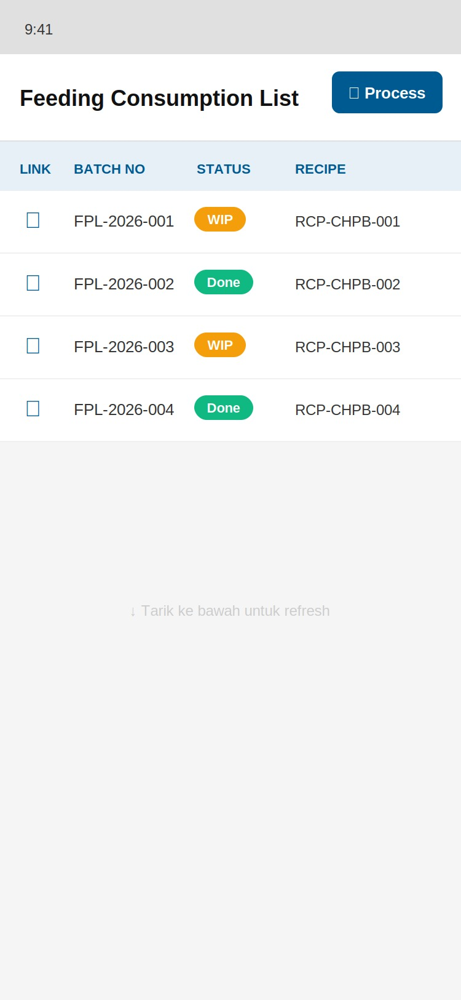 9:41
Feeding Consumption List
Process
LINK BATCH NO STATUS RECIPE
FPL-2026-001 WIP RCP-CHPB-001
FPL-2026-002 Done RCP-CHPB-002
FPL-2026-003 WIP RCP-CHPB-003
FPL-2026-004 Done RCP-CHPB-004
↓ Tarik ke bawah untuk refresh